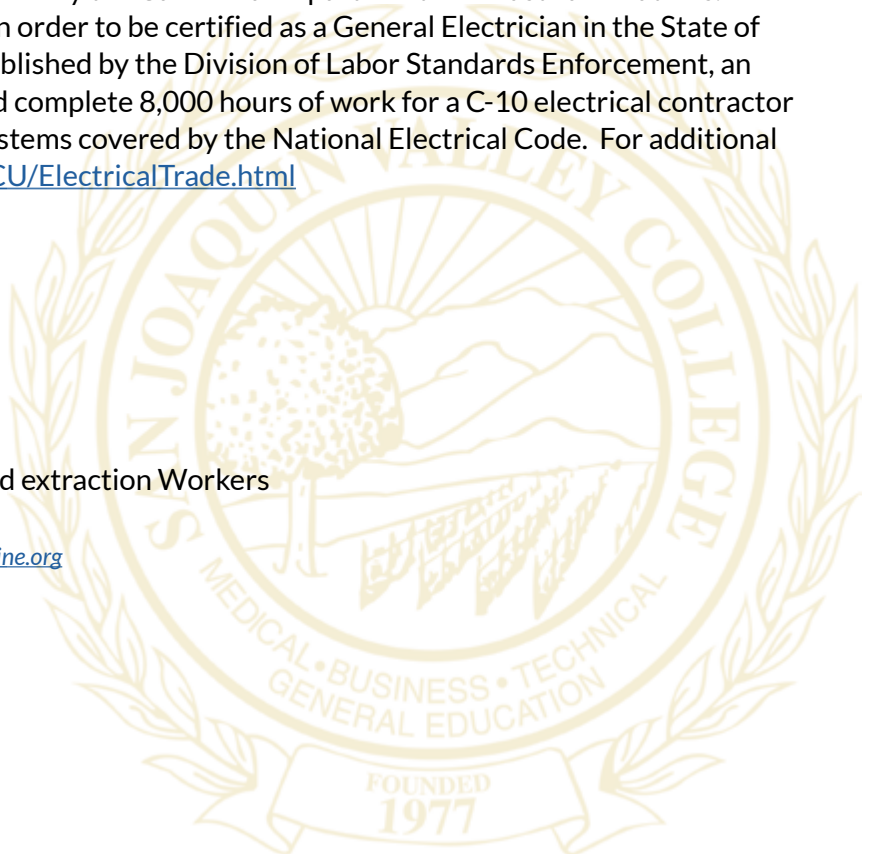 n order to be certified as a General Electrician in the State of
blished by the Division of Labor Standards Enforcement, an
d complete 8,000 hours of work for a C-10 electrical contractor
stems covered by the National Electrical Code.  For additional
CU/ElectricalTrade.html
d extraction Workers
ine.org
SAN JOAQUIN VALLEY COLLEGE
MEDICAL • BUSINESS • TECHNICAL
GENERAL EDUCATION
FOUNDED
1977